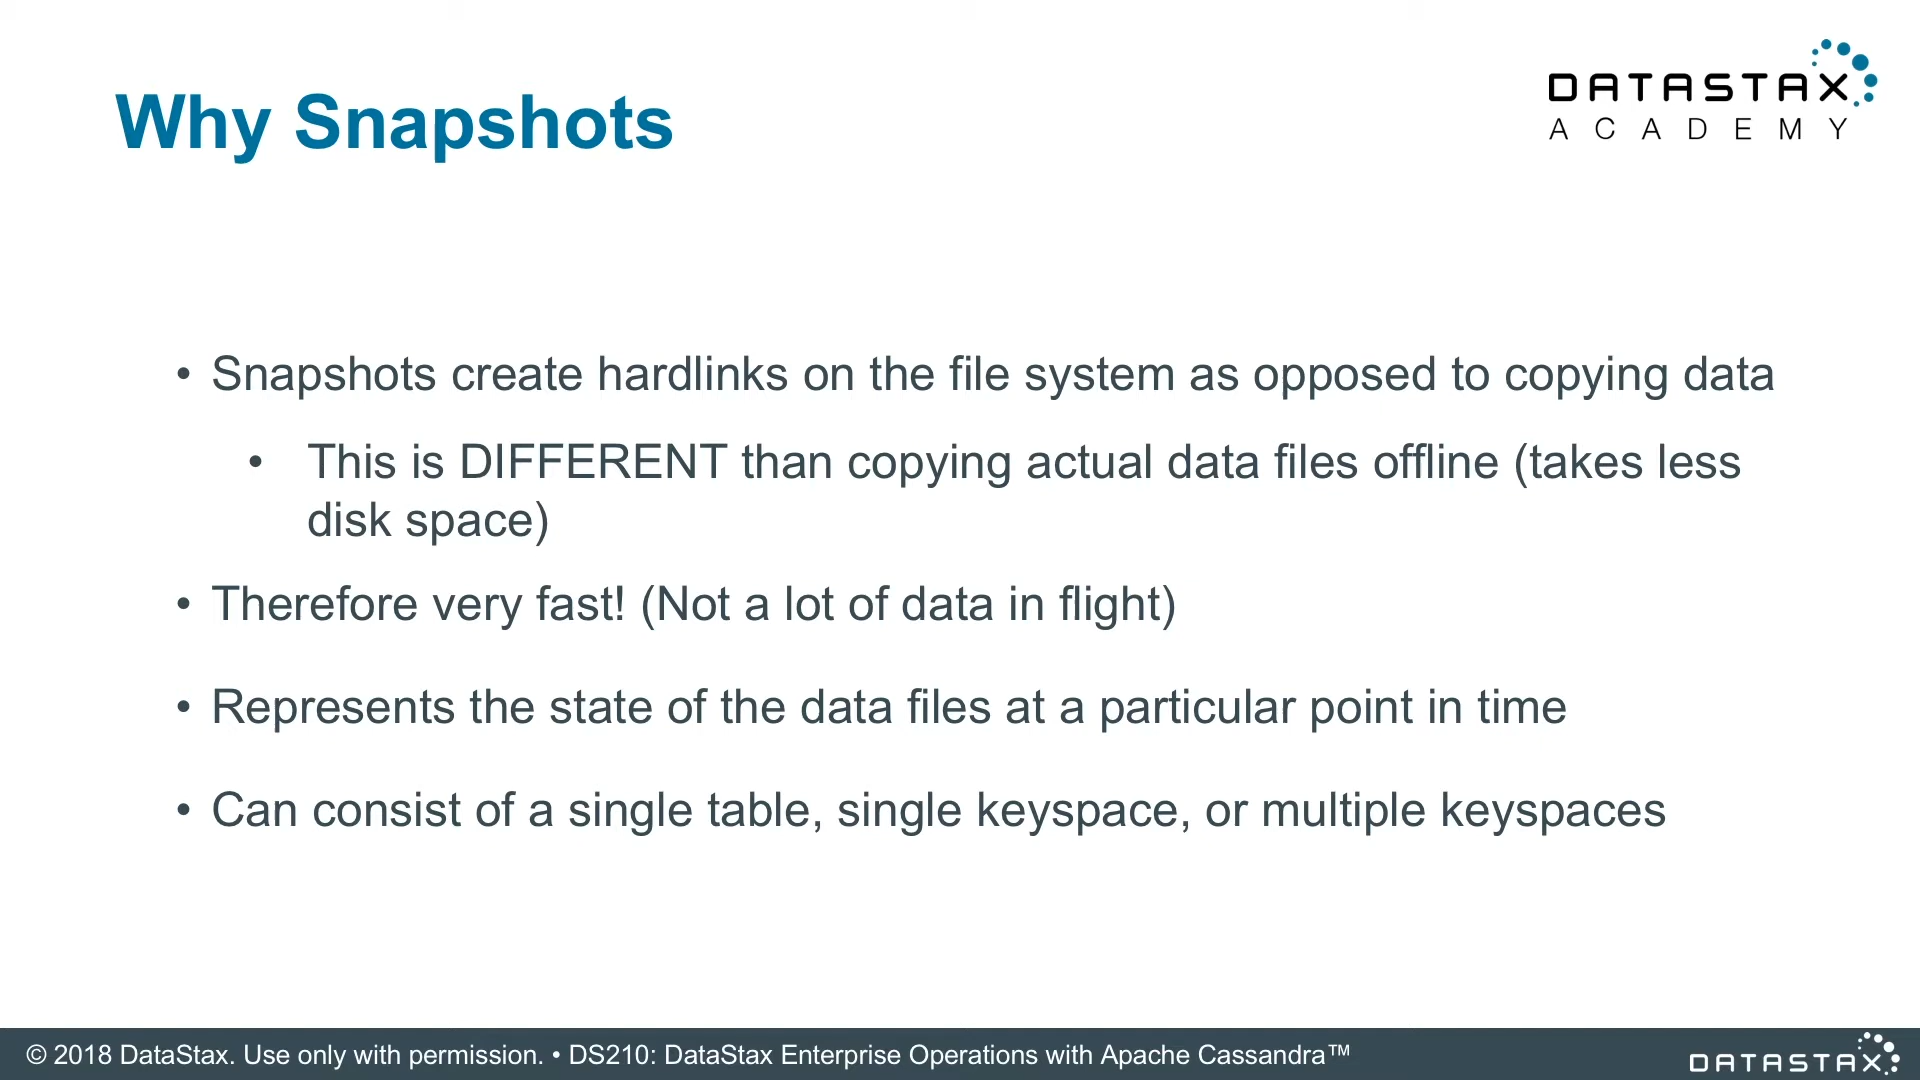 Why Snapshots
DATASTAX
ACADEMY
• Snapshots create hardlinks on the file system as opposed to copying data
• This is DIFFERENT than copying actual data files offline (takes less
disk space)
• Therefore very fast! (Not a lot of data in flight)
• Represents the state of the data files at a particular point in time
• Can consist of a single table, single keyspace, or multiple keyspaces
© 2018 DataStax. Use only with permission. • DS210: DataStax Enterprise Operations with Apache Cassandra™
DATASTAX